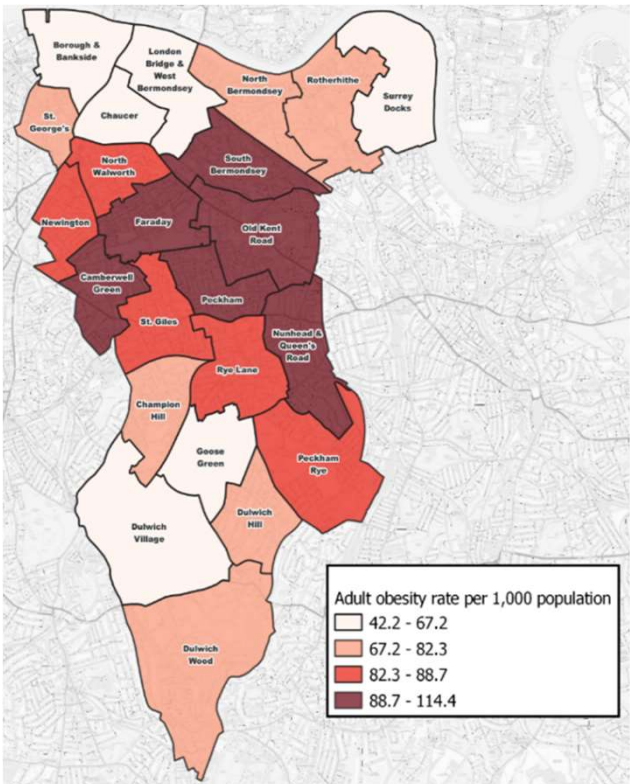 Borough &
Bankside
London
Bridge &
West
Bermondsey
North
Bermondsey
Rotherhithe
Surrey
Docks
St.
George's
Chaucer
North
Walworth
South
Bermondsey
Newington
Faraday
Old Kent
Road
Camberwell
Green
Peckham
St. Giles
Nunhead &
Queen's
Road
Rye Lane
Champion
Hill
Goose
Green
Peckham
Rye
Dulwich
Hill
Dulwich
Village
Dulwich
Wood
Adult obesity rate per 1,000 population
42.2 - 67.2
67.2 - 82.3
82.3 - 88.7
88.7 - 114.4